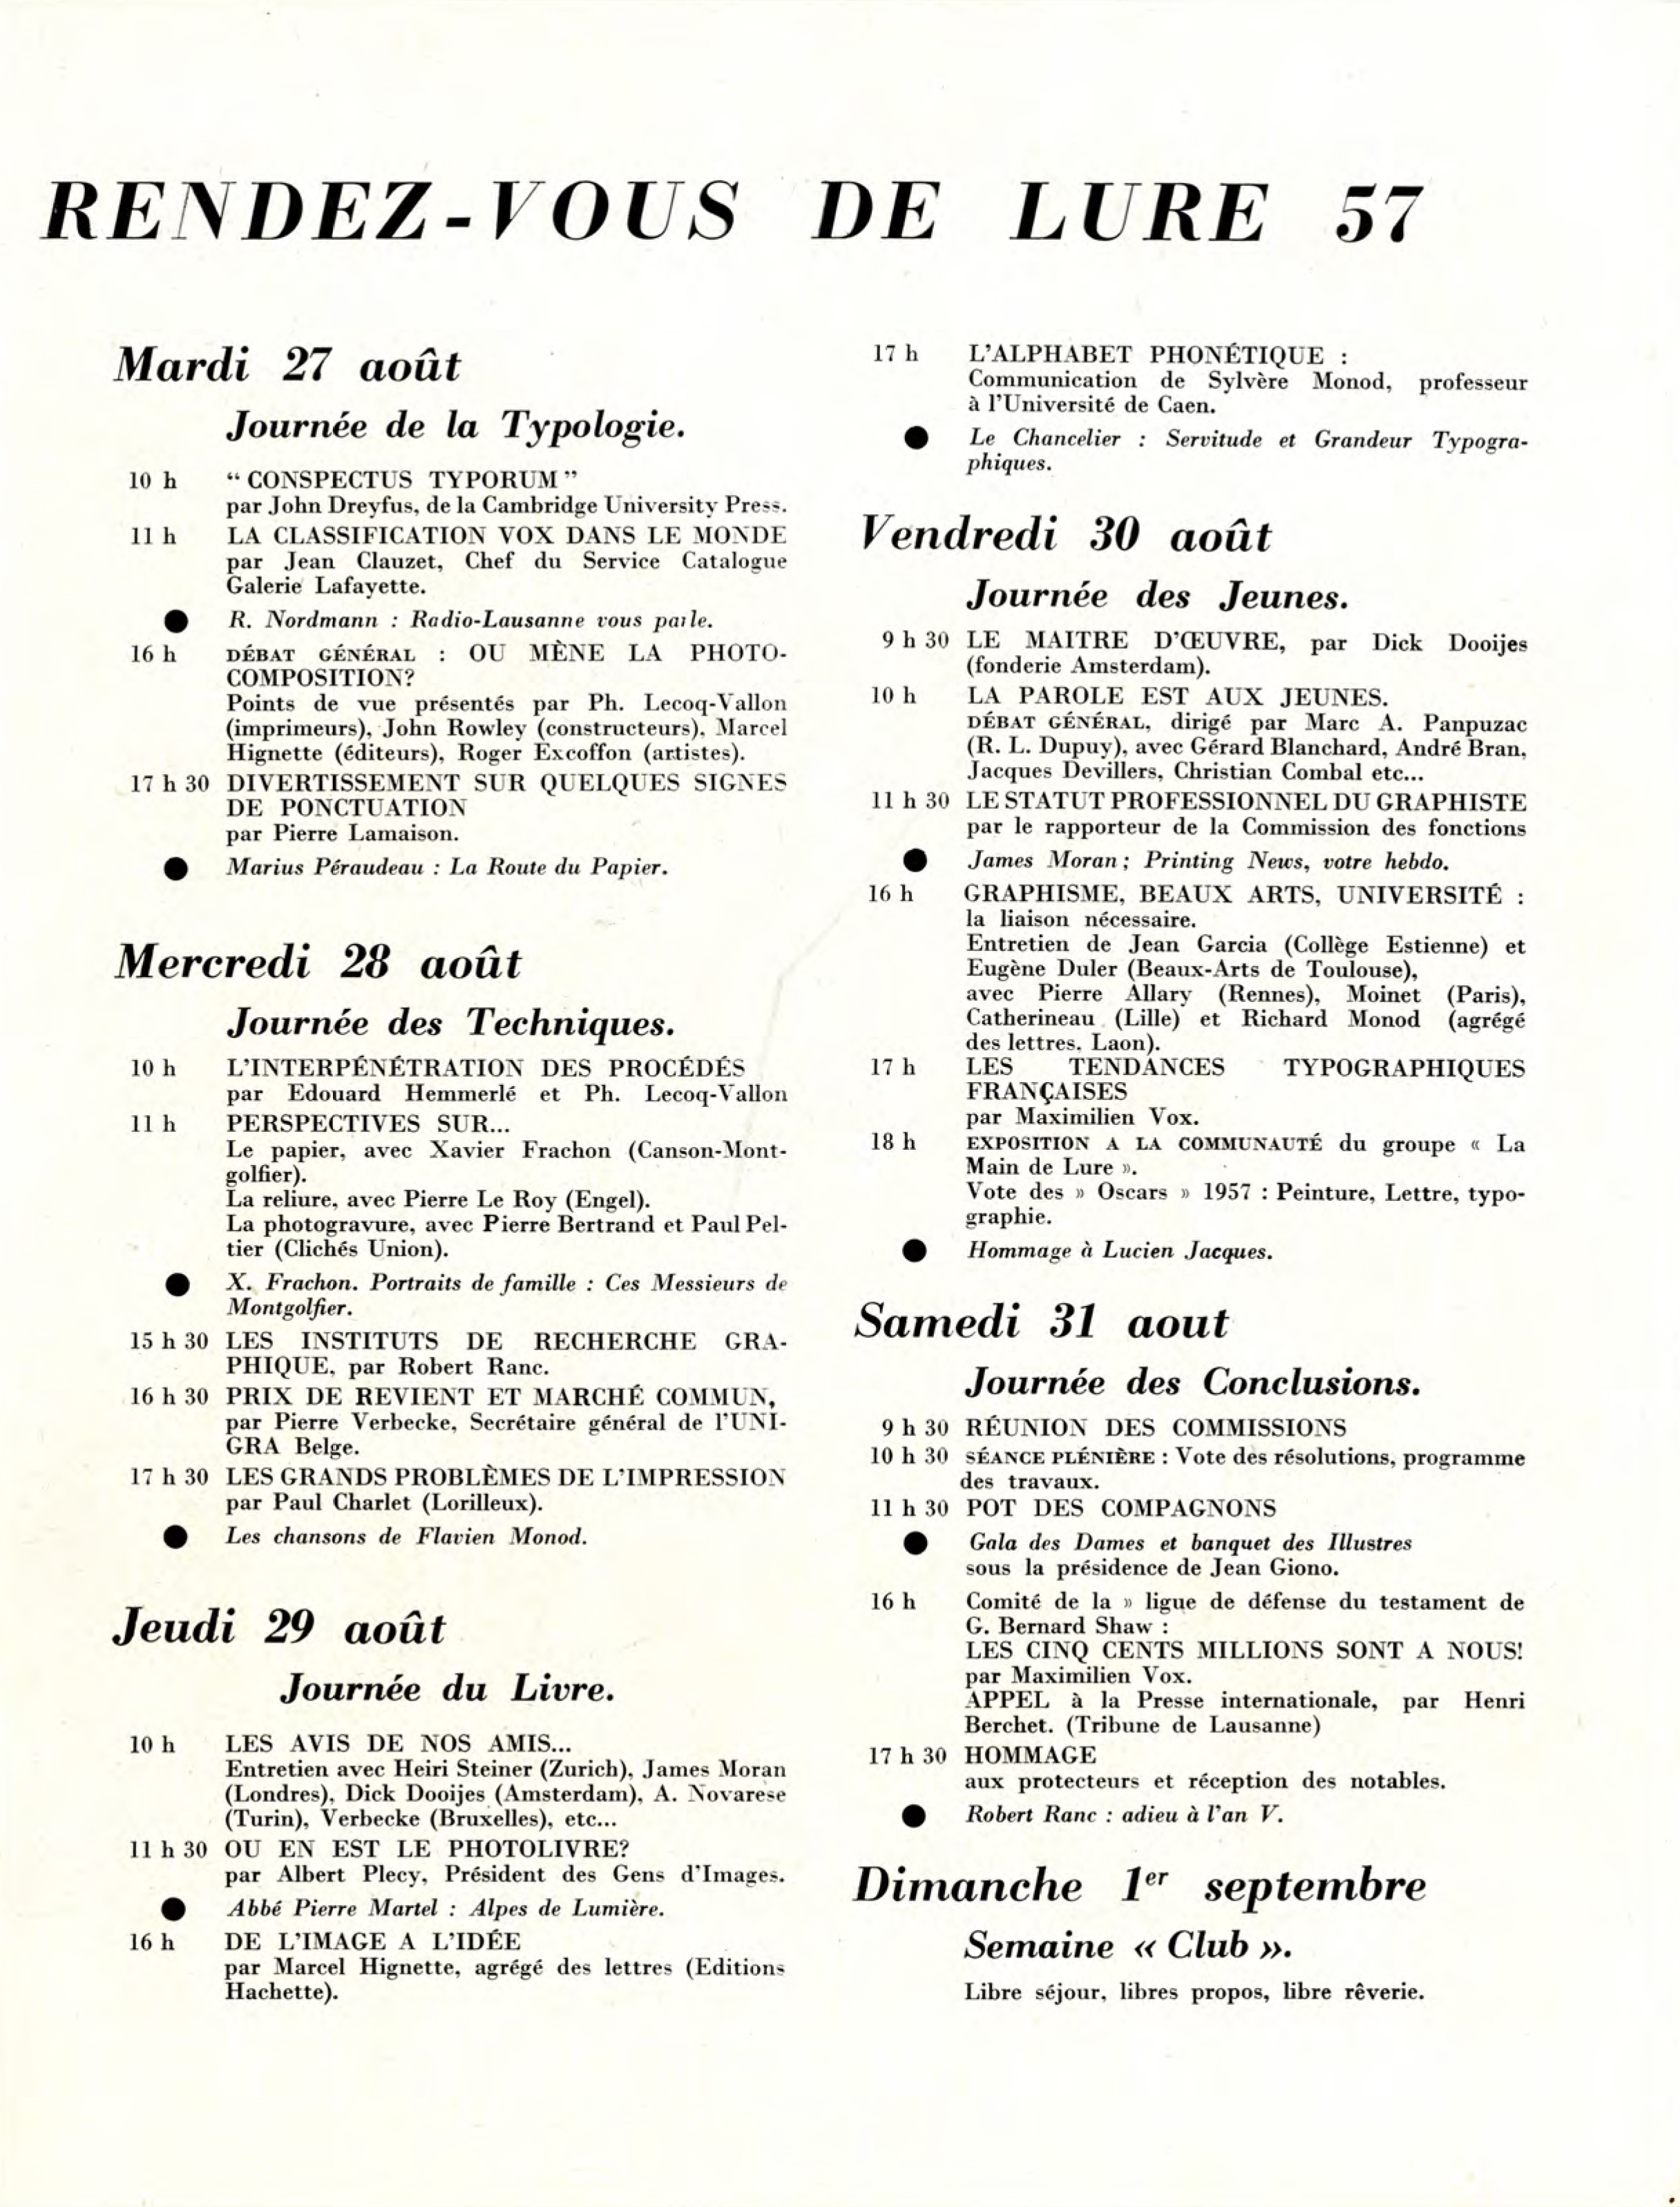 RENDEZ-VOUS DE LURE 57
Mardi 27 août
Journée de la Typologie.
10 h “ CONSPECTUS TYPORUM ”
par John Dreyfus, de la Cambridge University Press.
11 h LA CLASSIFICATION VOX DANS LE MONDE
par Jean Clauzet, Chef du Service Catalogue
Galerie Lafayette.
● R. Nordmann : Radio-Lausanne vous parle.
16 h DÉBAT GÉNÉRAL : OU MÈNE LA PHOTO-
COMPOSITION?
Points de vue présentés par Ph. Lecoq-Vallon
(imprimeurs), John Rowley (constructeurs), Marcel
Hignette (éditeurs), Roger Excoffon (artistes).
17 h 30 DIVERTISSEMENT SUR QUELQUES SIGNES
DE PONCTUATION
par Pierre Lamaison.
● Marius Péraudeau : La Route du Papier.
Mercredi 28 août
Journée des Techniques.
10 h L'INTERPÉNÉTRATION DES PROCÉDÉS
par Edouard Hemmerlé et Ph. Lecoq-Vallon
11 h PERSPECTIVES SUR...
Le papier, avec Xavier Frachon (Canson-Mont-
golfier).
La reliure, avec Pierre Le Roy (Engel).
La photogravure, avec Pierre Bertrand et Paul Pel-
tier (Clichés Union).
● X. Frachon. Portraits de famille : Ces Messieurs de
Montgolfier.
15 h 30 LES INSTITUTS DE RECHERCHE GRA-
PHIQUE, par Robert Ranc.
16 h 30 PRIX DE REVIENT ET MARCHÉ COMMUN,
par Pierre Verbecke, Secrétaire général de l'UNI-
GRA Belge.
17 h 30 LES GRANDS PROBLÈMES DE L'IMPRESSION
par Paul Charlet (Lorilleux).
● Les chansons de Flavien Monod.
Jeudi 29 août
Journée du Livre.
10 h LES AVIS DE NOS AMIS...
Entretien avec Heiri Steiner (Zurich), James Moran
(Londres), Dick Dooijes (Amsterdam), A. Novarese
(Turin), Verbecke (Bruxelles), etc...
11 h 30 OU EN EST LE PHOTOLIVRE?
par Albert Plecy, Président des Gens d'Images.
● Abbé Pierre Martel : Alpes de Lumière.
16 h DE L'IMAGE A L'IDÉE
par Marcel Hignette, agrégé des lettres (Editions
Hachette).
17 h L'ALPHABET PHONÉTIQUE :
Communication de Sylvère Monod, professeur
à l'Université de Caen.
● Le Chancelier : Servitude et Grandeur Typogra-
phiques.
Vendredi 30 août
Journée des Jeunes.
9 h 30 LE MAITRE D'ŒUVRE, par Dick Dooijes
(fonderie Amsterdam).
10 h LA PAROLE EST AUX JEUNES.
DÉBAT GÉNÉRAL, dirigé par Marc A. Panpuzac
(R. L. Dupuy), avec Gérard Blanchard, André Bran,
Jacques Devillers, Christian Combal etc...
11 h 30 LE STATUT PROFESSIONNEL DU GRAPHISTE
par le rapporteur de la Commission des fonctions
● James Moran ; Printing News, votre hebdo.
16 h GRAPHISME, BEAUX ARTS, UNIVERSITÉ :
la liaison nécessaire.
Entretien de Jean Garcia (Collège Estienne) et
Eugène Duler (Beaux-Arts de Toulouse),
avec Pierre Allary (Rennes), Moinet (Paris),
Catherineau (Lille) et Richard Monod (agrégé
des lettres, Laon).
17 h LES TENDANCES TYPOGRAPHIQUES
FRANÇAISES
par Maximilien Vox.
18 h EXPOSITION A LA COMMUNAUTÉ du groupe « La
Main de Lure ».
Vote des » Oscars » 1957 : Peinture, Lettre, typo-
graphie.
● Hommage à Lucien Jacques.
Samedi 31 aout
Journée des Conclusions.
9 h 30 RÉUNION DES COMMISSIONS
10 h 30 SÉANCE PLÉNIÈRE : Vote des résolutions, programme
des travaux.
11 h 30 POT DES COMPAGNONS
● Gala des Dames et banquet des Illustres
sous la présidence de Jean Giono.
16 h Comité de la » ligue de défense du testament de
G. Bernard Shaw :
LES CINQ CENTS MILLIONS SONT A NOUS!
par Maximilien Vox.
APPEL à la Presse internationale, par Henri
Berchet. (Tribune de Lausanne)
17 h 30 HOMMAGE
aux protecteurs et réception des notables.
● Robert Ranc : adieu à l'an V.
Dimanche 1er septembre
Semaine « Club ».
Libre séjour, libres propos, libre rêverie.